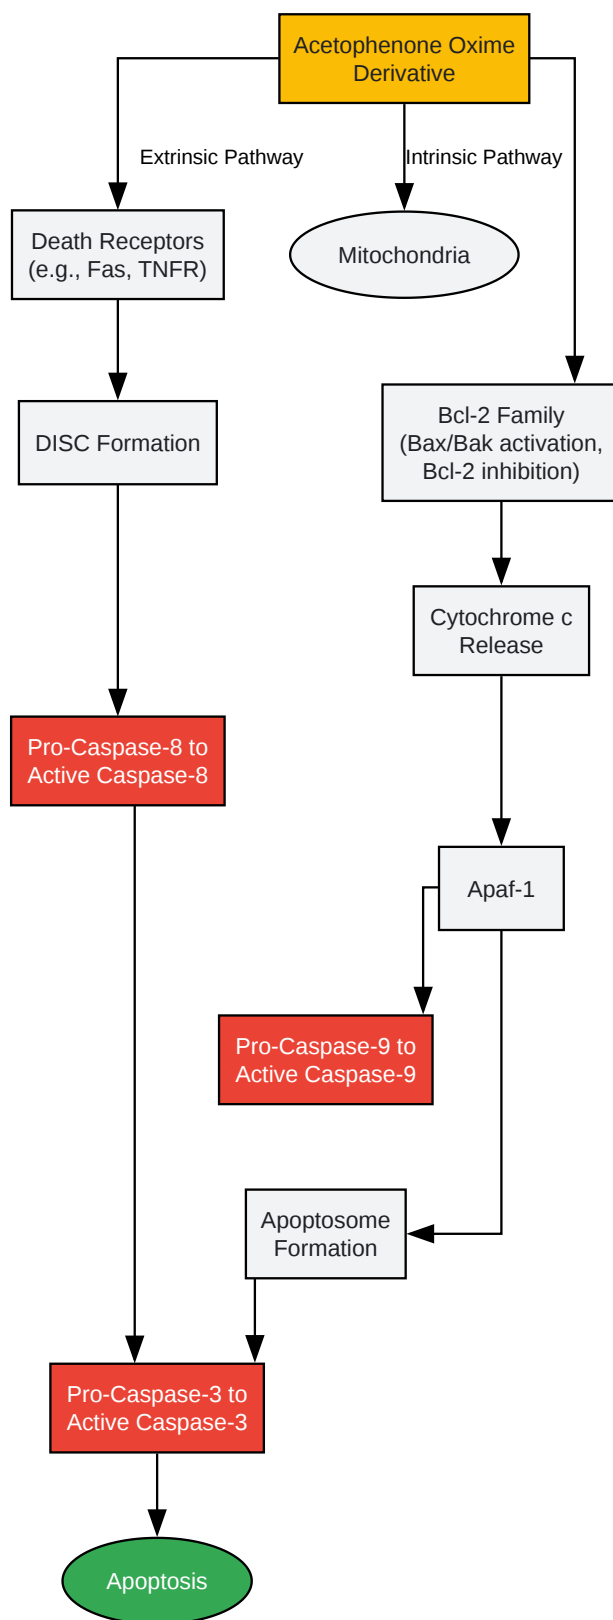 Acetophenone Oxime
Derivative
Extrinsic Pathway
Intrinsic Pathway
Death Receptors
(e.g., Fas, TNFR)
Mitochondria
DISC Formation
Bcl-2 Family
(Bax/Bak activation,
Bcl-2 inhibition)
Cytochrome c
Release
Pro-Caspase-8 to
Active Caspase-8
Apaf-1
Pro-Caspase-9 to
Active Caspase-9
Apoptosome
Formation
Pro-Caspase-3 to
Active Caspase-3
Apoptosis